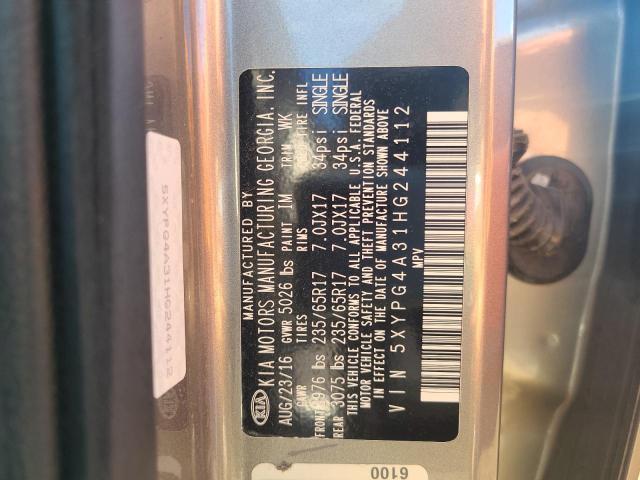 MANUFACTURED BY
KIA KIA MOTORS MANUFACTURING GEORGIA, INC.
AUG/23/16 GVWR 5026 lbs PAINT IM TRIM WK
GAWR TIRES RIMS COLD TIRE INFL
FRONT 2976 lbs 235/65R17 7.0JX17 34psi SINGLE
REAR 3075 lbs 235/65R17 7.0JX17 34psi SINGLE
THIS VEHICLE CONFORMS TO ALL APPLICABLE U.S.A. FEDERAL
MOTOR VEHICLE SAFETY AND THEFT PREVENTION STANDARDS
IN EFFECT ON THE DATE OF MANUFACTURE SHOWN ABOVE
VIN 5XYPG4A31HG244112
MPV
5XYPG4A31HG244112
6100